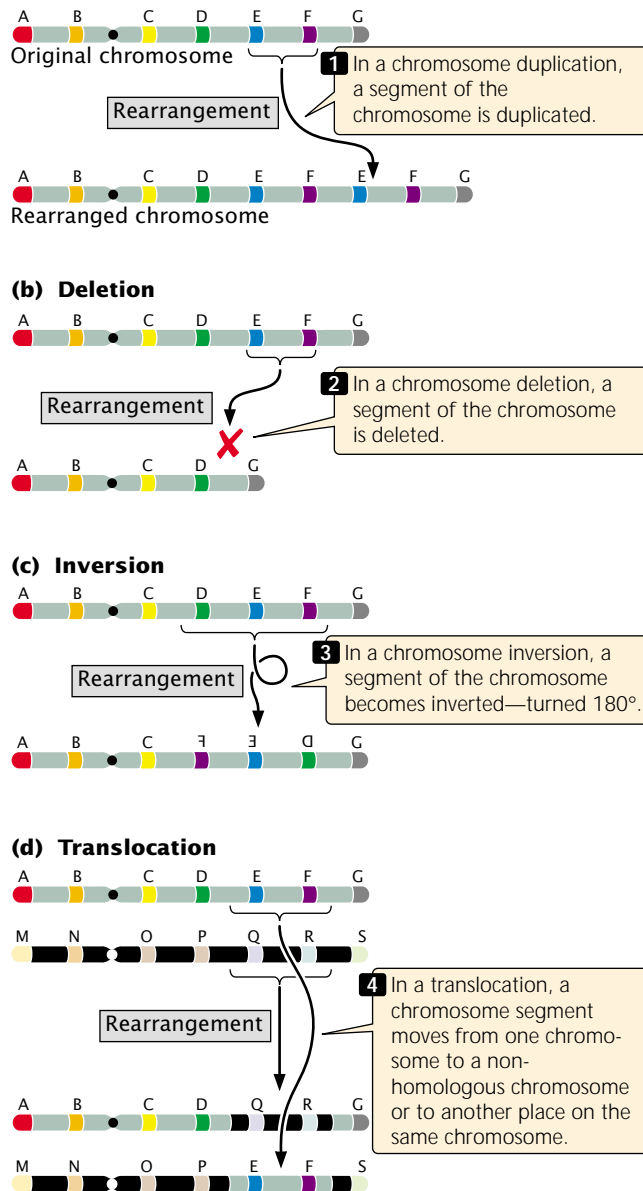 A B C D E F G
Original chromosome
1 In a chromosome duplication,
a segment of the
chromosome is duplicated.
Rearrangement
A B C D E F E F G
Rearranged chromosome
(b) Deletion
A B C D E F G
2 In a chromosome deletion, a
segment of the chromosome
is deleted.
Rearrangement
A B C D G
(c) Inversion
A B C D E F G
3 In a chromosome inversion, a
segment of the chromosome
becomes inverted—turned 180°.
Rearrangement
A B C F E D G
(d) Translocation
A B C D E F G
M N O P Q R S
4 In a translocation, a
chromosome segment
moves from one chromo-
some to a non-
homologous chromosome
or to another place on the
same chromosome.
Rearrangement
A B C D Q R G
M N O P E F S